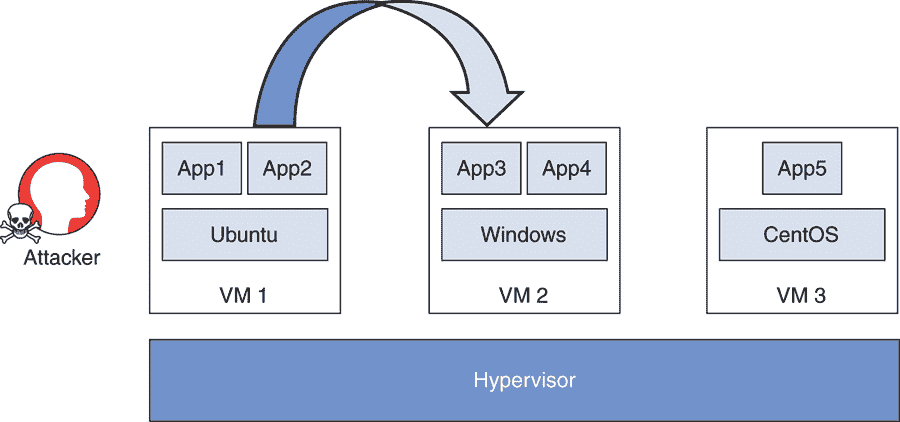 App1
App2
App3
App4
App5
Ubuntu
Windows
CentOS
Attacker
VM 1
VM 2
VM 3
Hypervisor